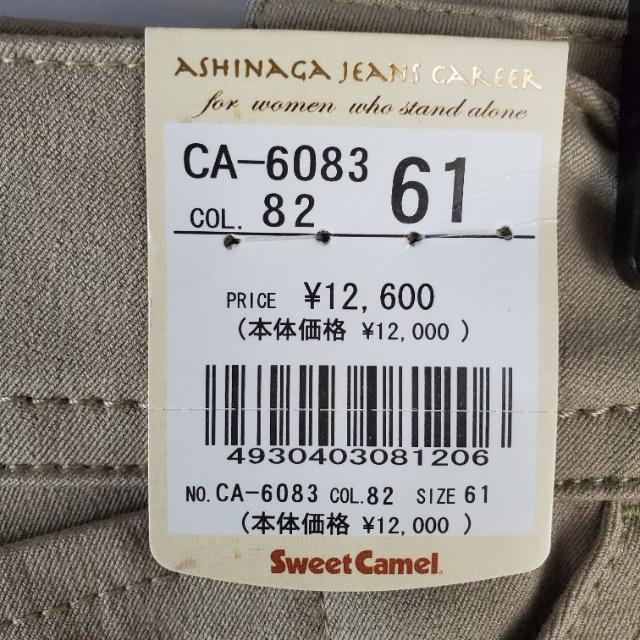 ASHINAGA JEANS CAREER
for women who stand alone
CA-6083 61
COL. 82
PRICE ¥12,600
(本体価格 ¥12,000 )
4930403081206
NO. CA-6083 COL. 82 SIZE 61
(本体価格 ¥12,000 )
SweetCamel.